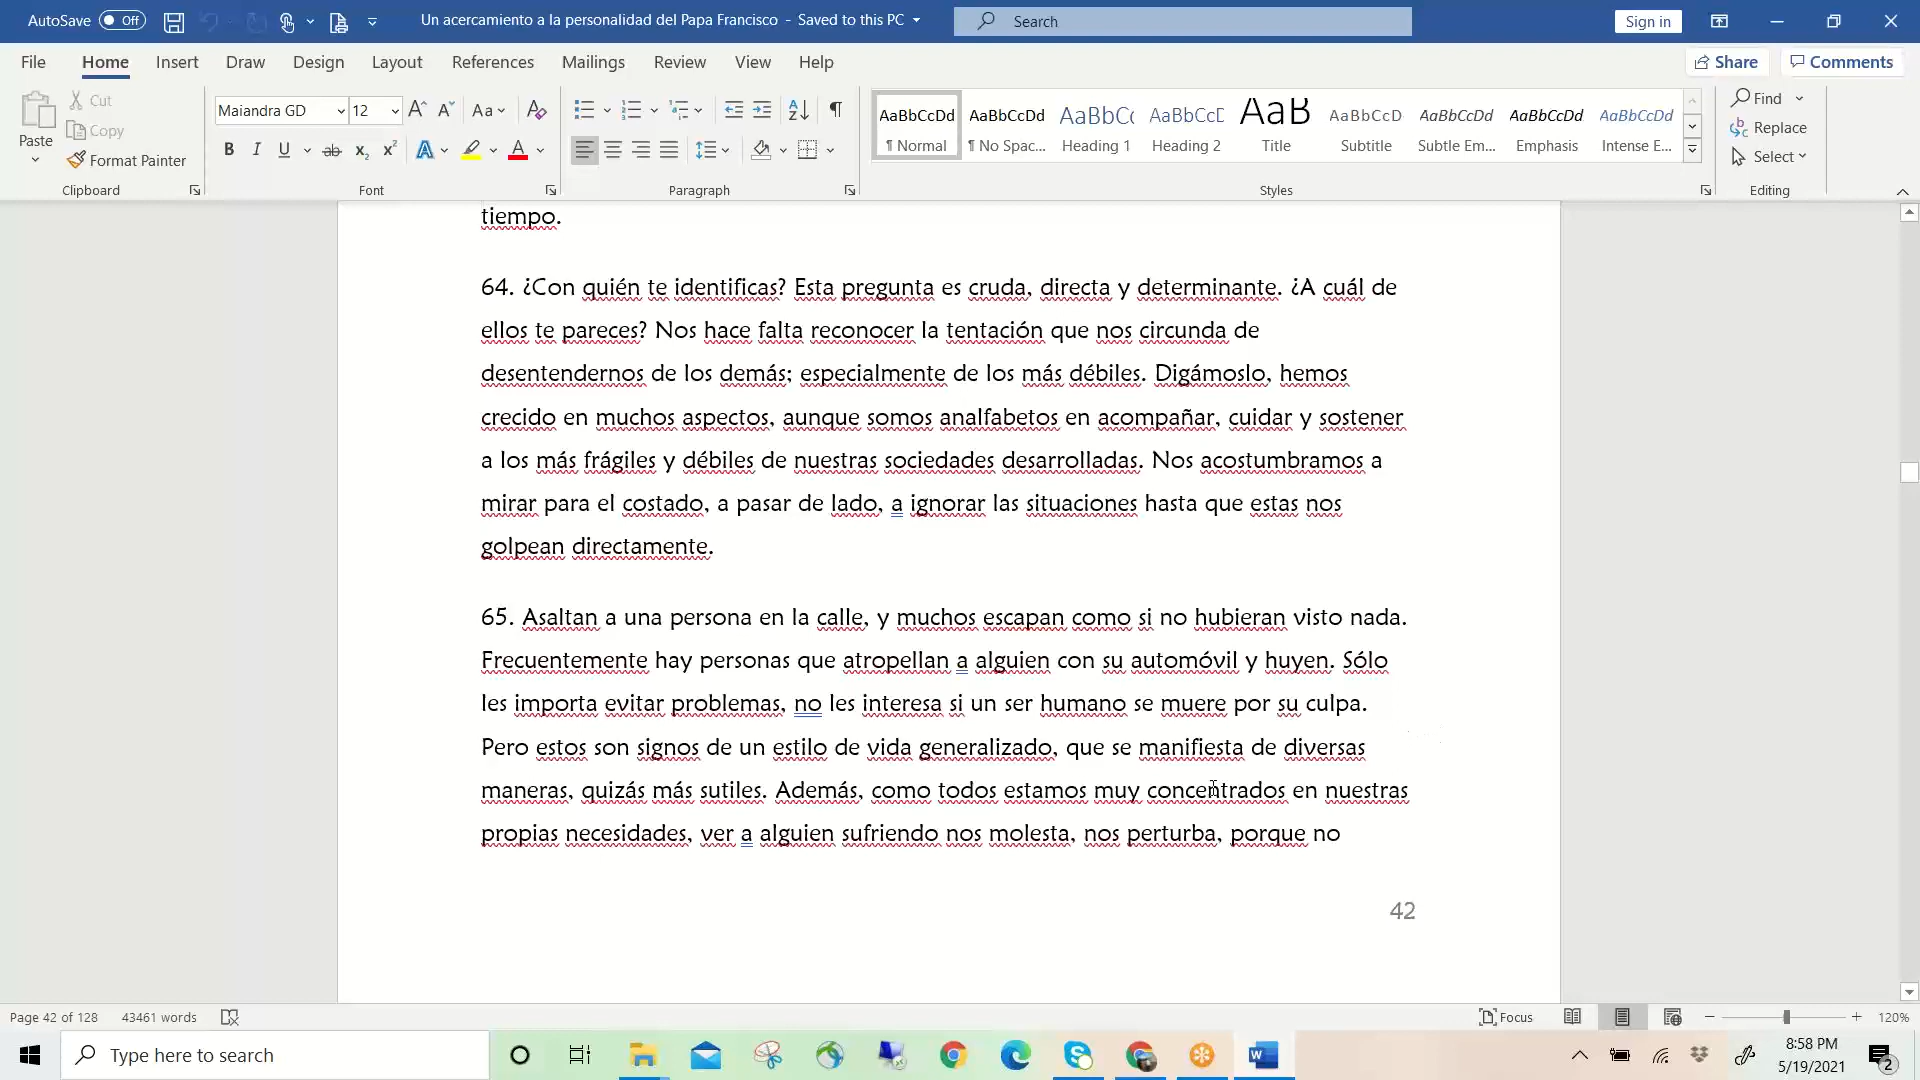 AutoSave Off Un acercamiento a la personalidad del Papa Francisco - Saved to this PC Search Sign in
File Home Insert Draw Design Layout References Mailings Review View Help Share Comments
Paste Cut Copy Format Painter Clipboard
Maiandra GD 12 Aa B I U ab x₂ x² A A Font
Paragraph
AaBbCcDd AaBbCcDd AaBbCc AaBbCcD AaB AaBbCcD AaBbCcDd AaBbCcDd AaBbCcDd
¶ Normal ¶ No Spac... Heading 1 Heading 2 Title Subtitle Subtle Em... Emphasis Intense E...
Styles
Find Replace Select Editing
tiempo.
64. ¿Con quién te identificas? Esta pregunta es cruda, directa y determinante. ¿A cuál de
ellos te pareces? Nos hace falta reconocer la tentación que nos circunda de
desentendernos de los demás; especialmente de los más débiles. Digámoslo, hemos
crecido en muchos aspectos, aunque somos analfabetos en acompañar, cuidar y sostener
a los más frágiles y débiles de nuestras sociedades desarrolladas. Nos acostumbramos a
mirar para el costado, a pasar de lado, a ignorar las situaciones hasta que estas nos
golpean directamente.
65. Asaltan a una persona en la calle, y muchos escapan como si no hubieran visto nada.
Frecuentemente hay personas que atropellan a alguien con su automóvil y huyen. Sólo
les importa evitar problemas, no les interesa si un ser humano se muere por su culpa.
Pero estos son signos de un estilo de vida generalizado, que se manifiesta de diversas
maneras, quizás más sutiles. Además, como todos estamos muy concentrados en nuestras
propias necesidades, ver a alguien sufriendo nos molesta, nos perturba, porque no
42
Page 42 of 128 43461 words Focus 120%
Type here to search 8:58 PM
5/19/2021 2